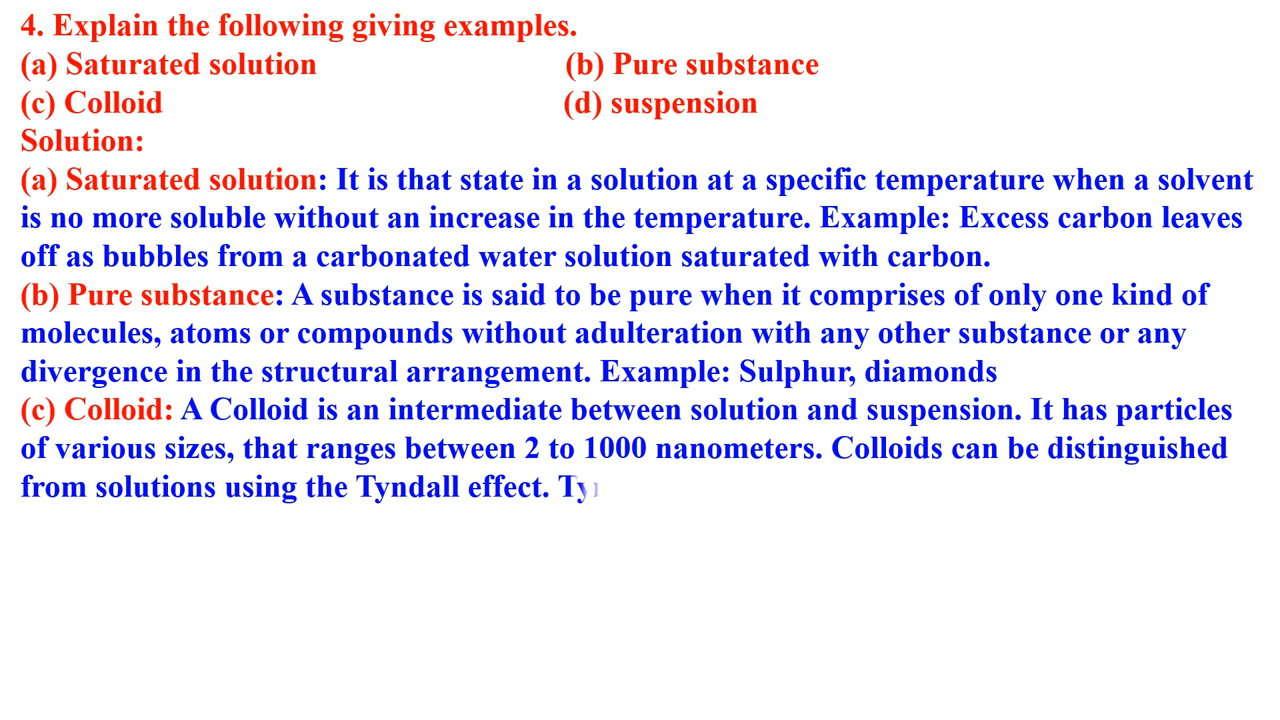 4. Explain the following giving examples.
(a) Saturated solution (b) Pure substance
(c) Colloid (d) suspension
Solution:
(a) Saturated solution: It is that state in a solution at a specific temperature when a solvent
is no more soluble without an increase in the temperature. Example: Excess carbon leaves
off as bubbles from a carbonated water solution saturated with carbon.
(b) Pure substance: A substance is said to be pure when it comprises of only one kind of
molecules, atoms or compounds without adulteration with any other substance or any
divergence in the structural arrangement. Example: Sulphur, diamonds
(c) Colloid: A Colloid is an intermediate between solution and suspension. It has particles
of various sizes, that ranges between 2 to 1000 nanometers. Colloids can be distinguished
from solutions using the Tyndall effect.